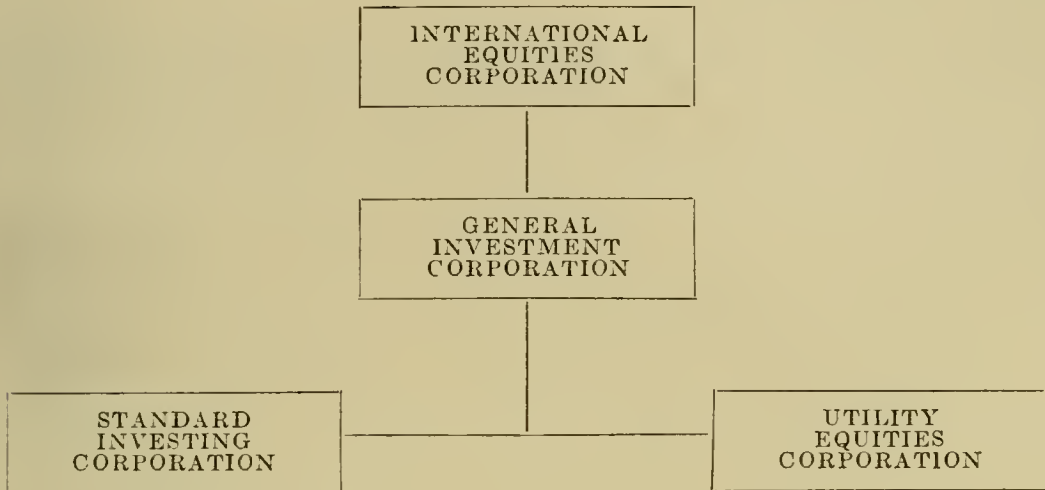 INTERNATIONAL
EQUITIES
CORPORATION
GENERAL
INVESTMENT
CORPORATION
STANDARD
INVESTING
CORPORATION
UTILITY
EQUITIES
CORPORATION